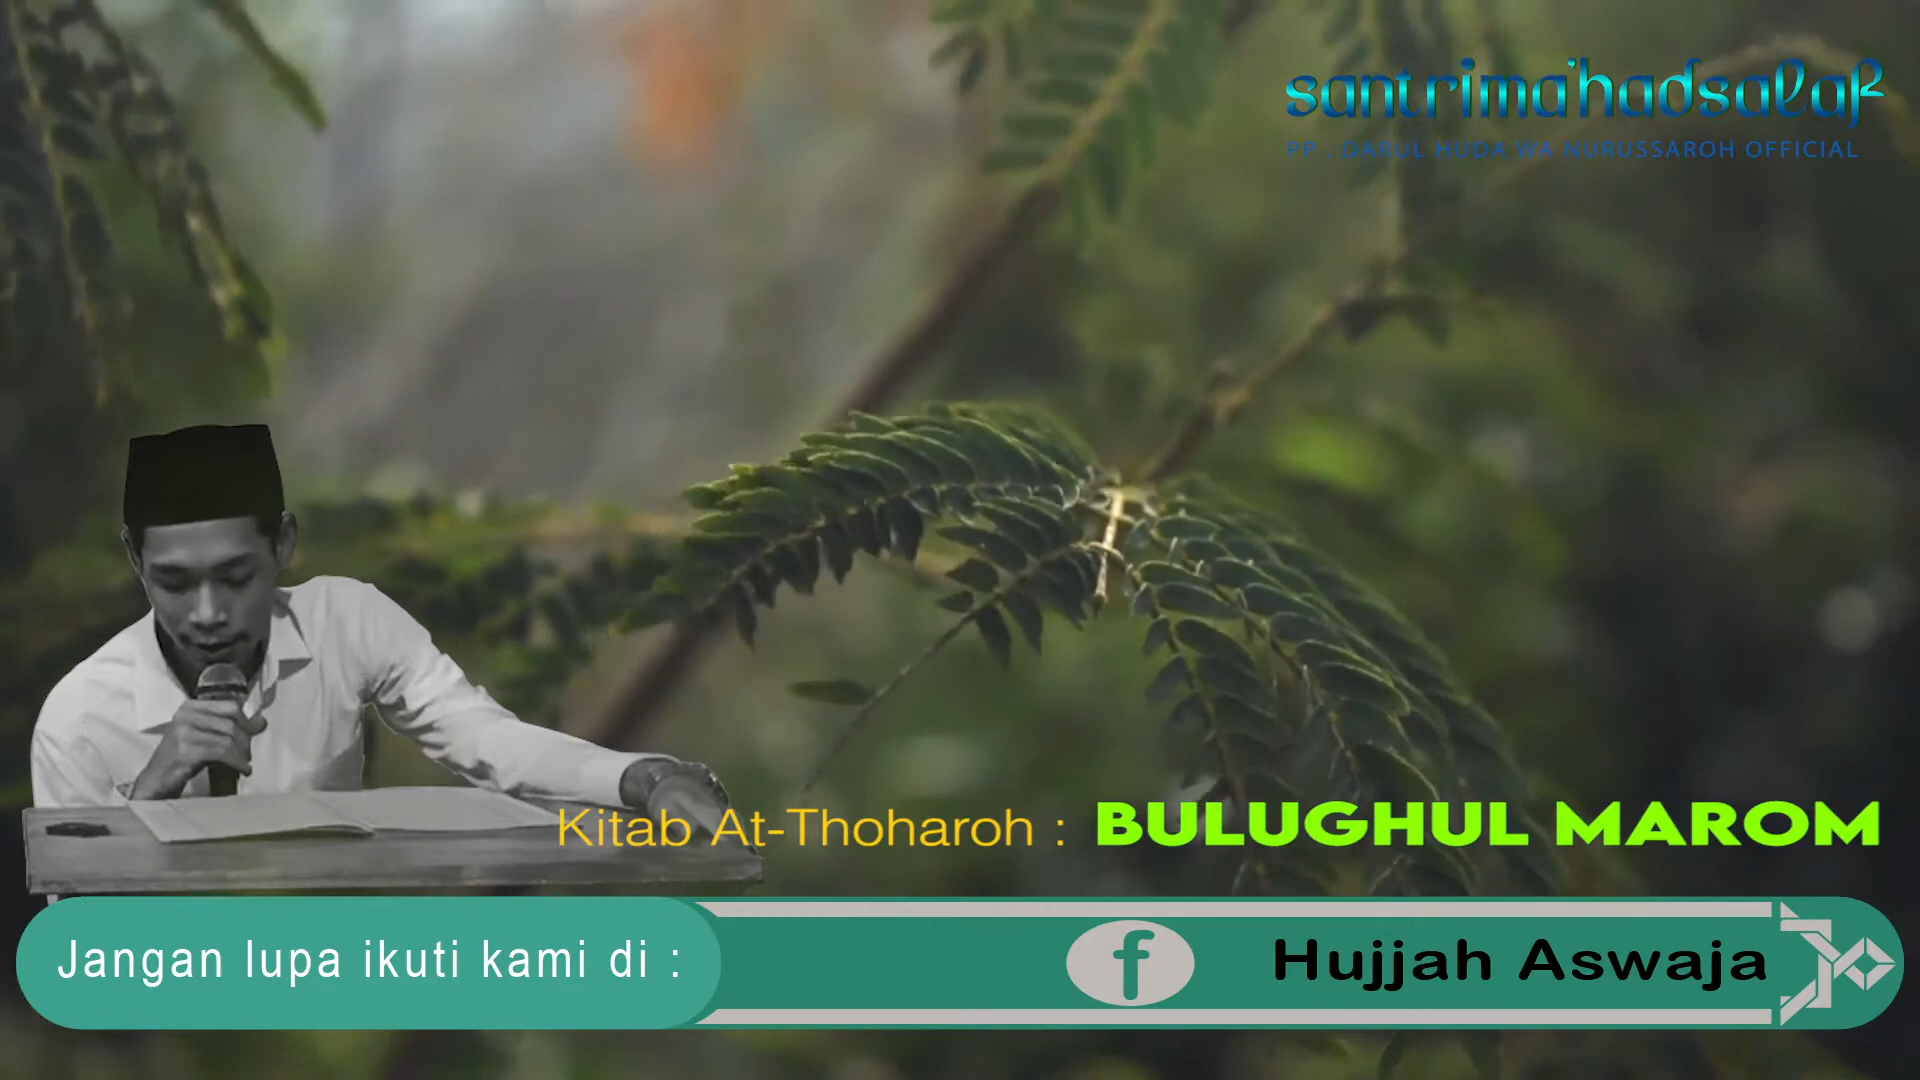 santrima'hadsalaf
PP . DARUL HUDA WA NURUSSAROH OFFICIAL
Kitab At-Thoharoh : BULUGHUL MAROM
Jangan lupa ikuti kami di : f Hujjah Aswaja